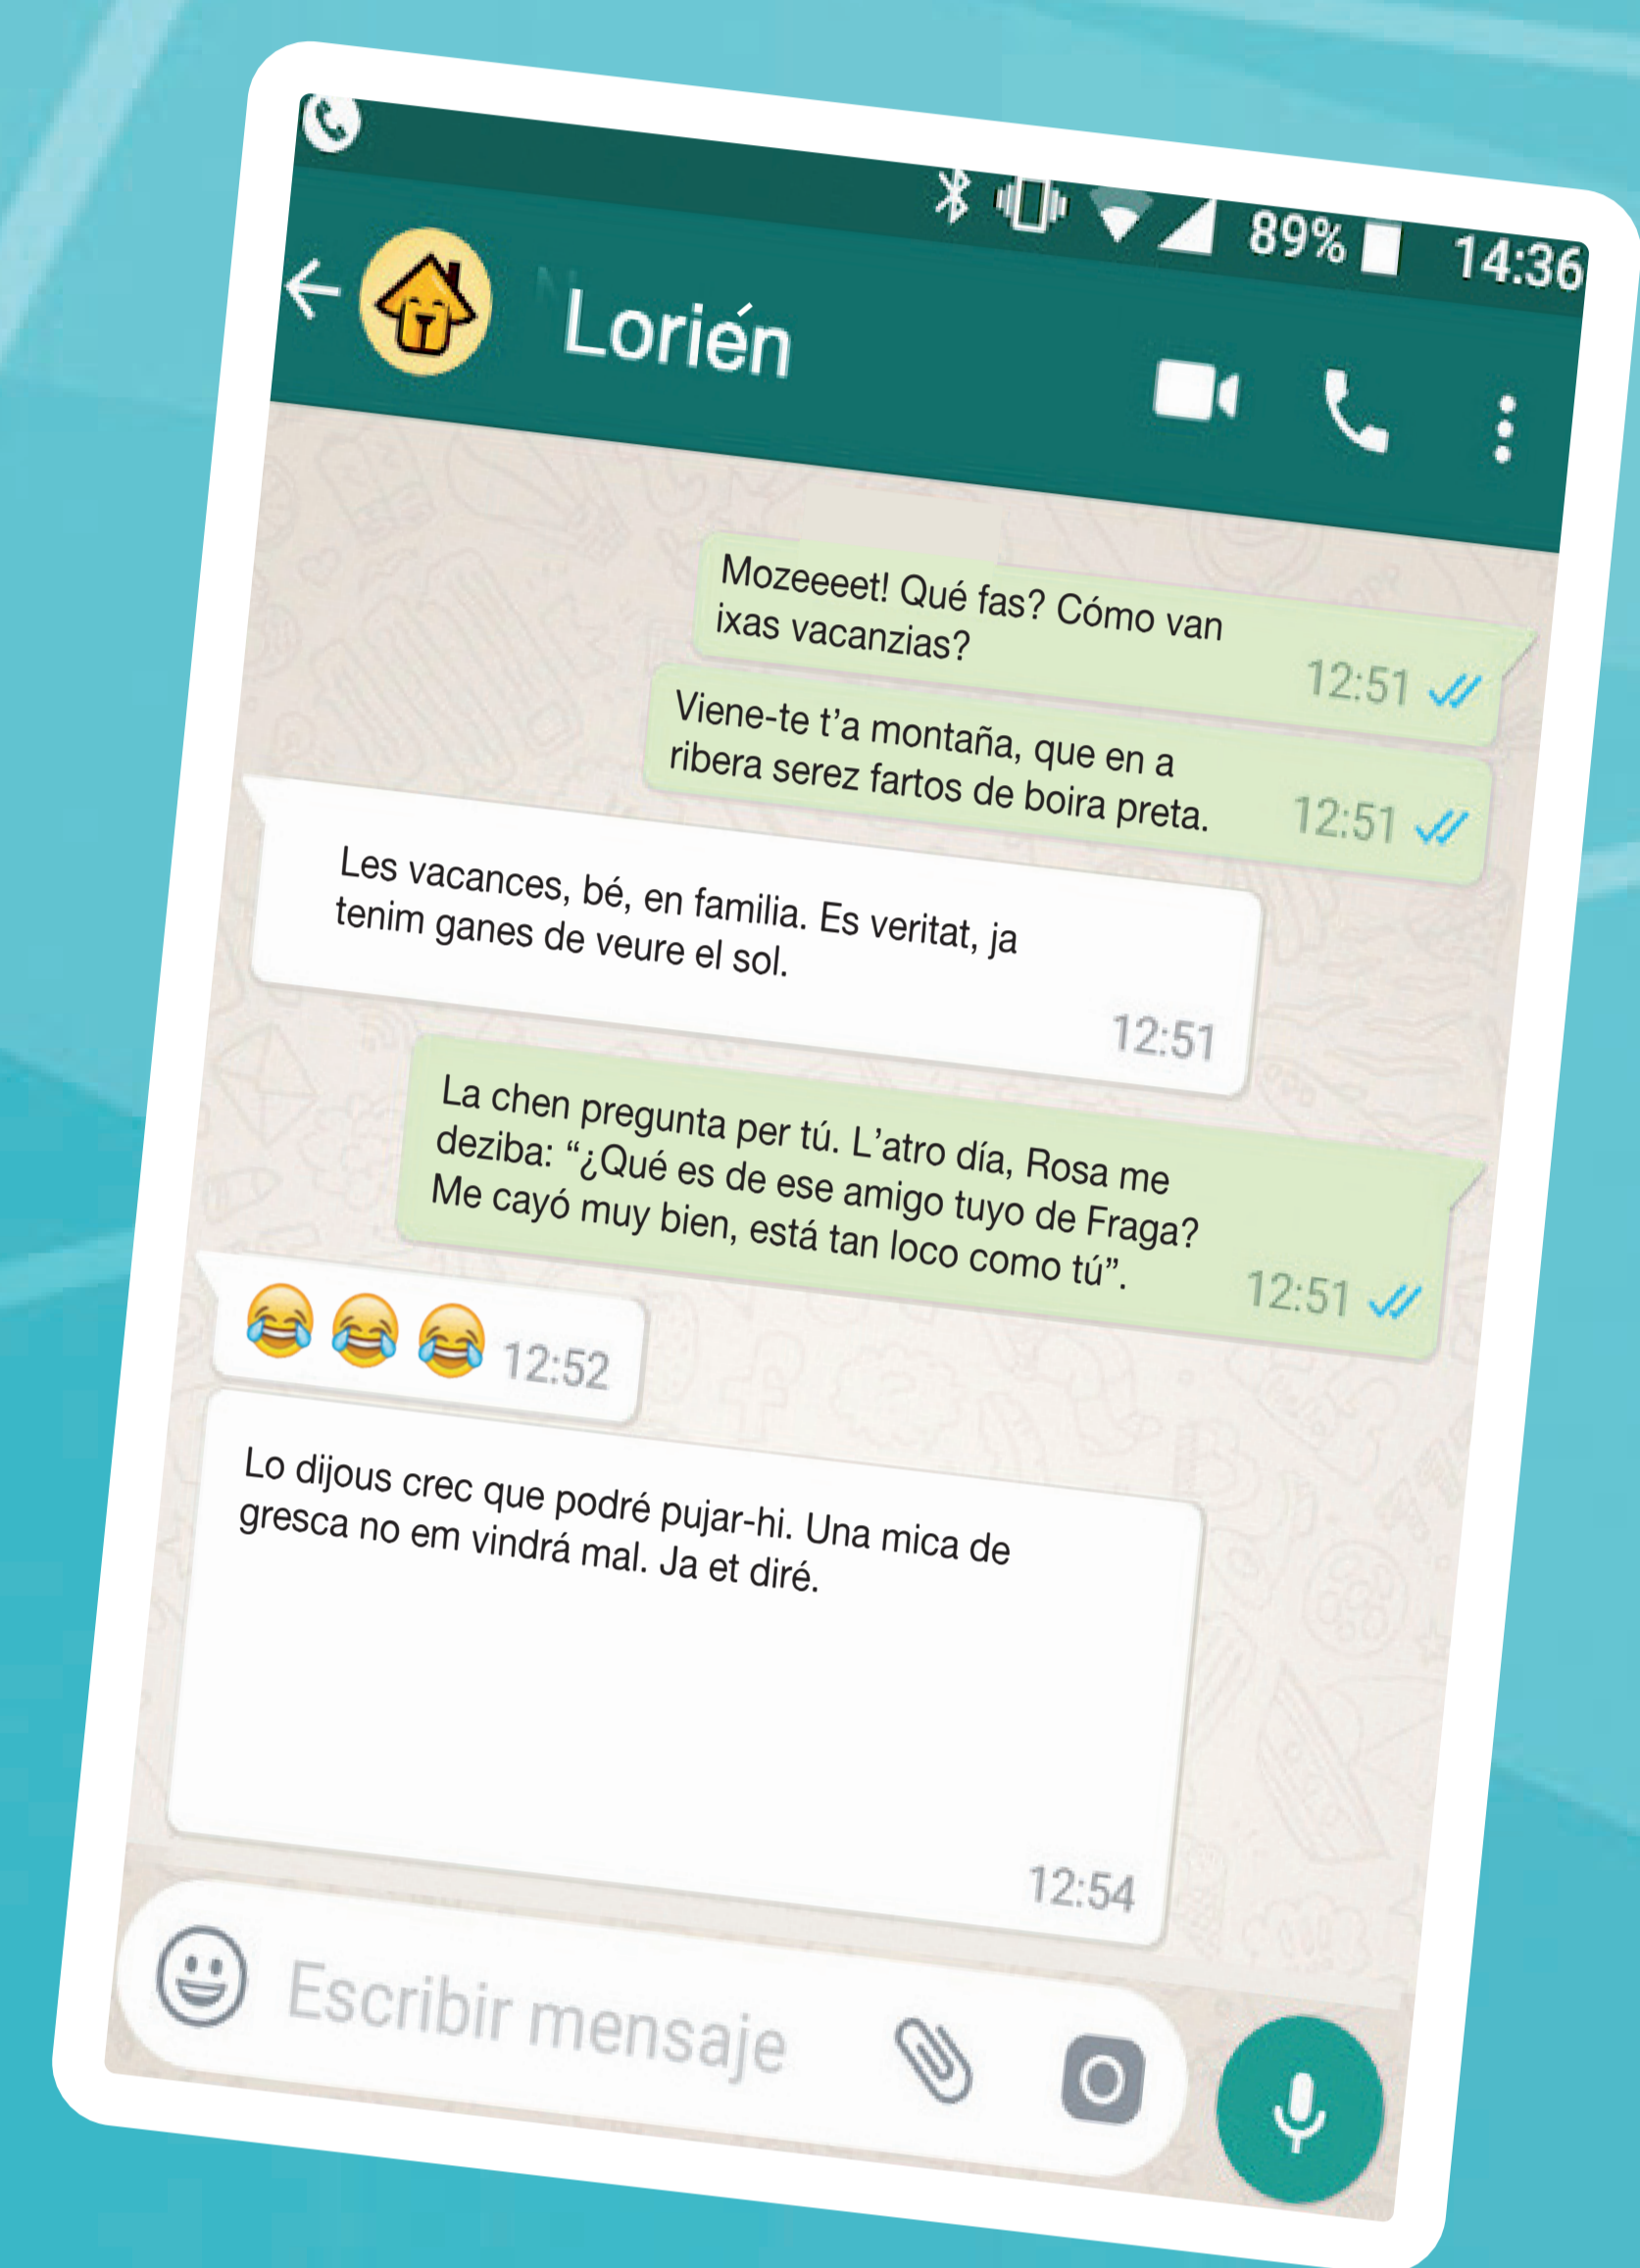 89% 14:36
Lorién
Mozeeeet! Qué fas? Cómo van
ixas vacanzias?
12:51
Viene-te t’a montaña, que en a
ribera serez fartos de boira preta.
12:51
Les vacances, bé, en familia. Es veritat, ja
tenim ganes de veure el sol.
12:51
La chen pregunta per tú. L’atro día, Rosa me
deziba: “¿Qué es de ese amigo tuyo de Fraga?
Me cayó muy bien, está tan loco como tú”.
12:51
😂 😂 😂 12:52
Lo dijous crec que podré pujar-hi. Una mica de
gresca no em vindrá mal. Ja et diré.
12:54
Escribir mensaje